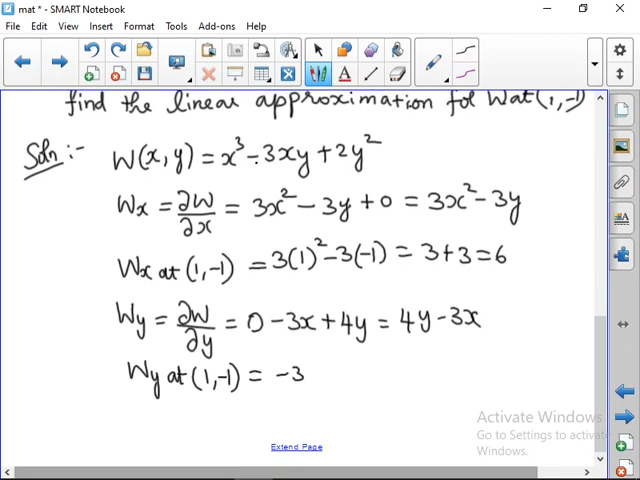 mat * - SMART Notebook
File Edit View Insert Format Tools Add-ons Help
find the linear approximation for W at (1,-1)
Soln :- W(x, y) = x³ - 3xy + 2y²
Wx = ∂W/∂x = 3x² - 3y + 0 = 3x² - 3y
Wx at (1,-1) = 3(1)² - 3(-1) = 3 + 3 = 6
Wy = ∂W/∂y = 0 - 3x + 4y = 4y - 3x
Wy at (1,-1) = -3
Activate Windows
Go to Settings to activate
Windows.
Extend Page